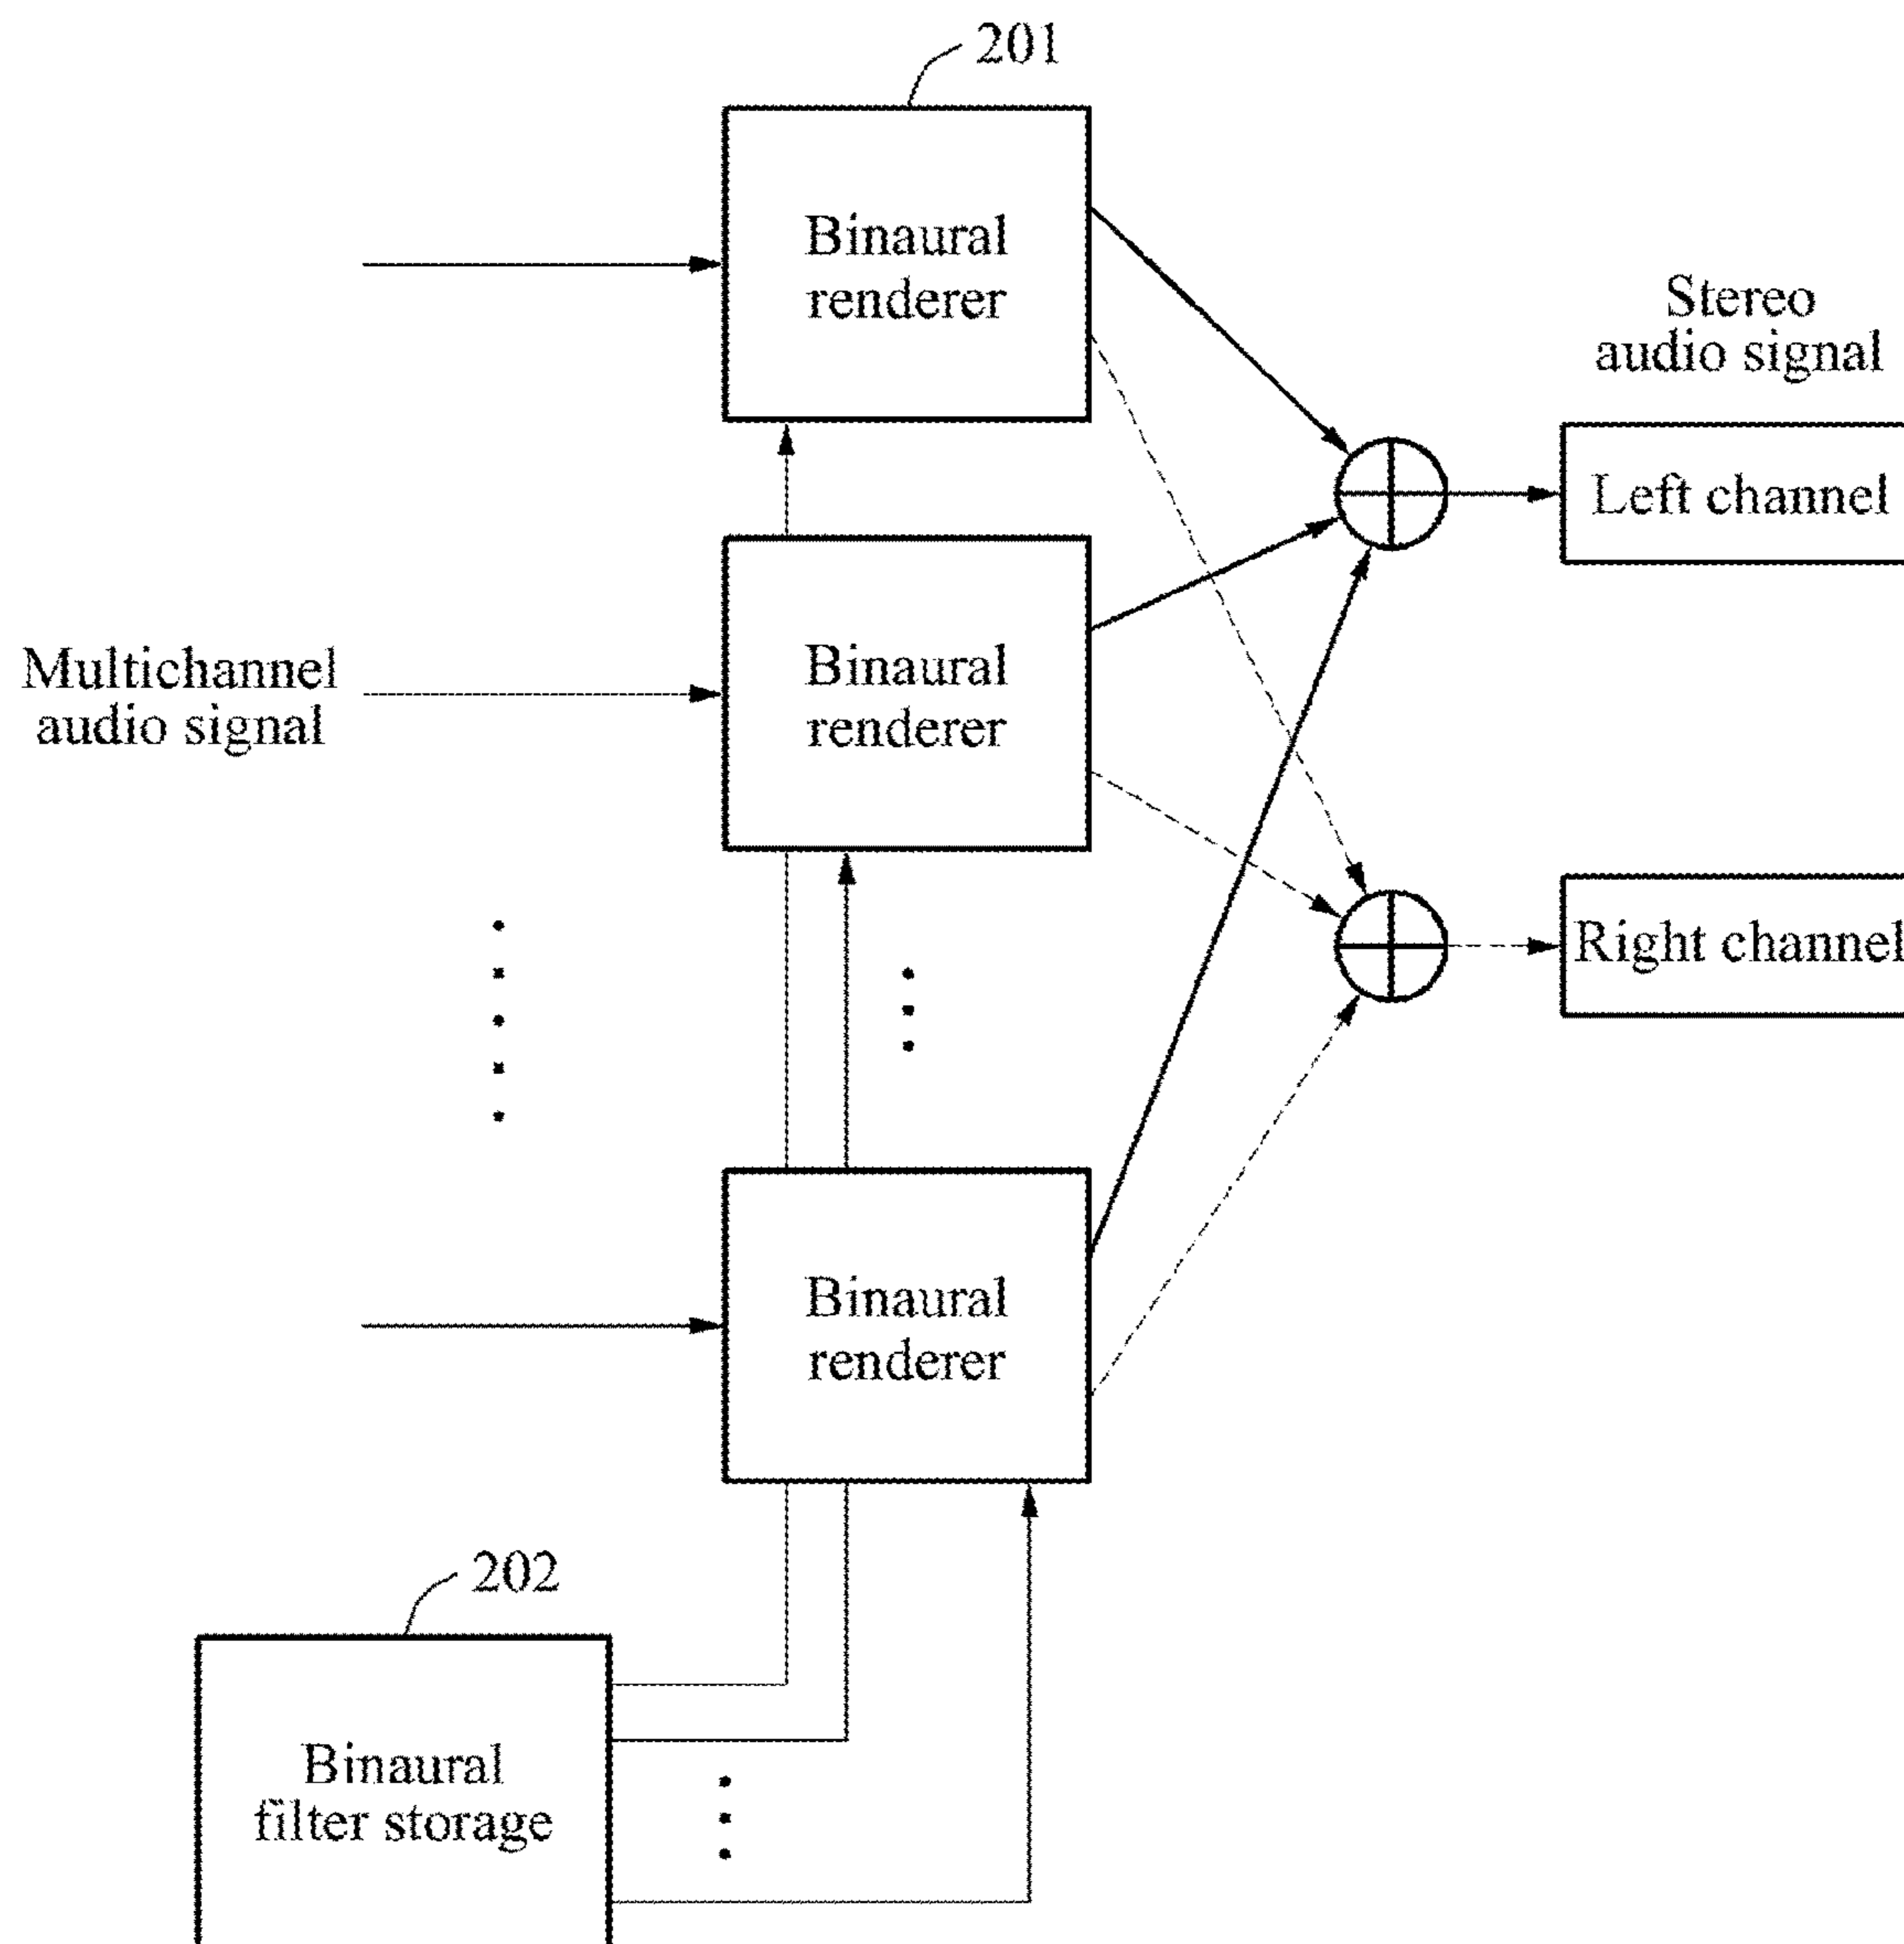 201
Binaural
renderer
Stereo
audio signal
Left channel
Multichannel
audio signal
Binaural
renderer
Right channel
Binaural
renderer
202
Binaural
filter storage